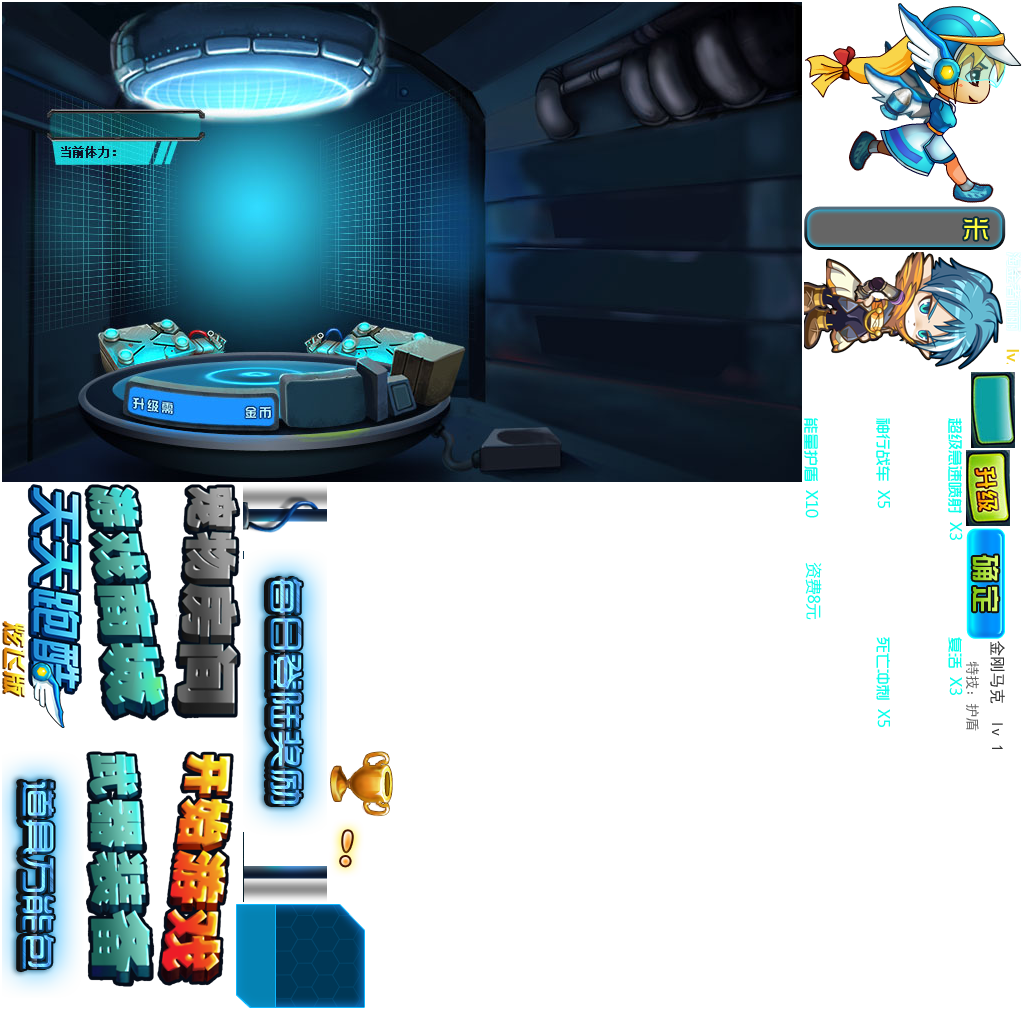 当前体力：
升级需
金币
米
lv.
升级
确定
超级急速喷射 X3
神行战车 X5
能量护盾 X10
资费8元
复活 X3
死亡冲刺 X5
金刚马克 lv 1
特技：护盾
宠物房间
游戏商城
天天跑酷
炫飞版
每日登陆奖励
开始游戏
武器装备
道具万能包